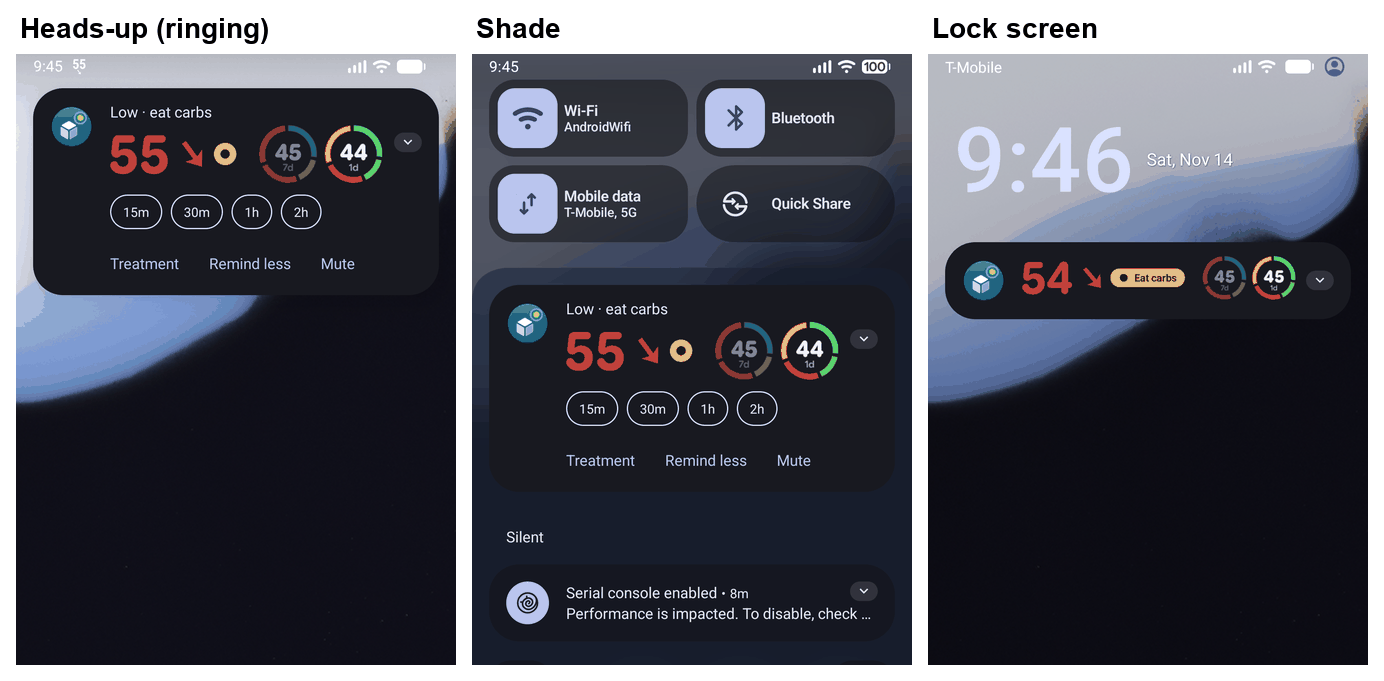 Heads-up (ringing)
9:45 55
Low · eat carbs
55 45 7d 44 1d
15m 30m 1h 2h
Treatment Remind less Mute
Shade
9:45 100
Wi-Fi
AndroidWifi
Bluetooth
Mobile data
T-Mobile, 5G
Quick Share
Low · eat carbs
55 45 7d 44 1d
15m 30m 1h 2h
Treatment Remind less Mute
Silent
Serial console enabled • 8m
Performance is impacted. To disable, check …
Lock screen
T-Mobile
9:46 Sat, Nov 14
54 Eat carbs 45 7d 45 1d